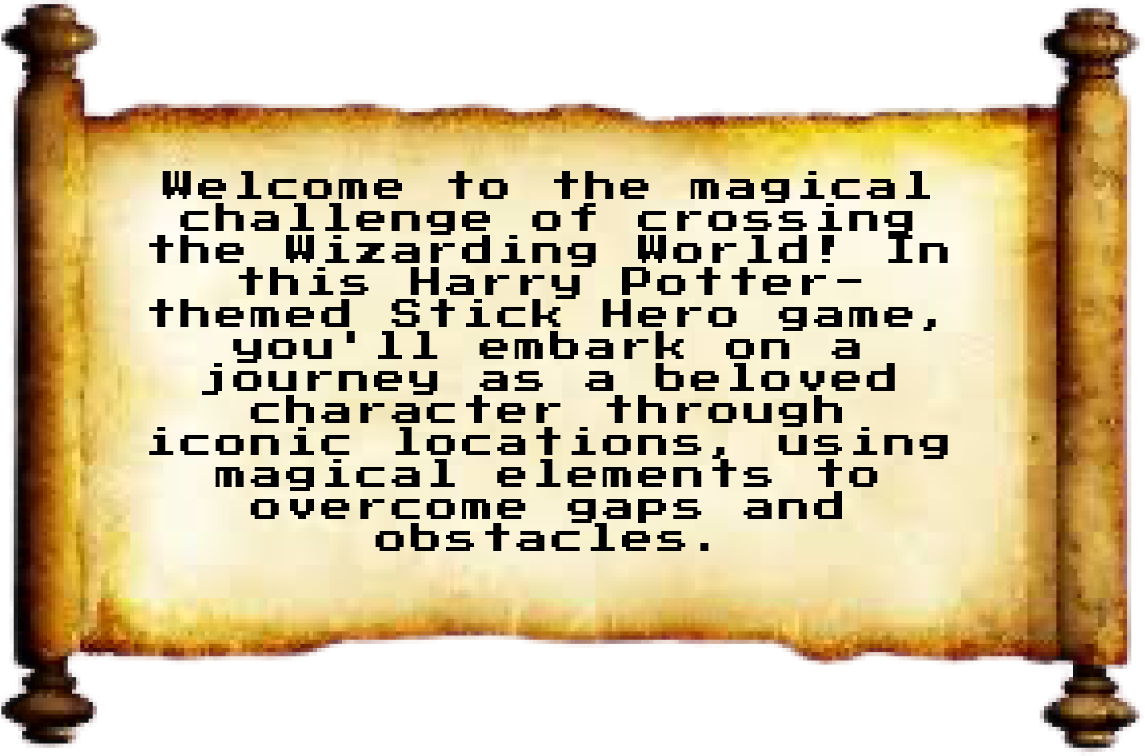 Welcome to the magical
challenge of crossing
the Wizarding World! In
this Harry Potter-
themed Stick Hero game,
you'll embark on a
journey as a beloved
character through
iconic locations, using
magical elements to
overcome gaps and
obstacles.